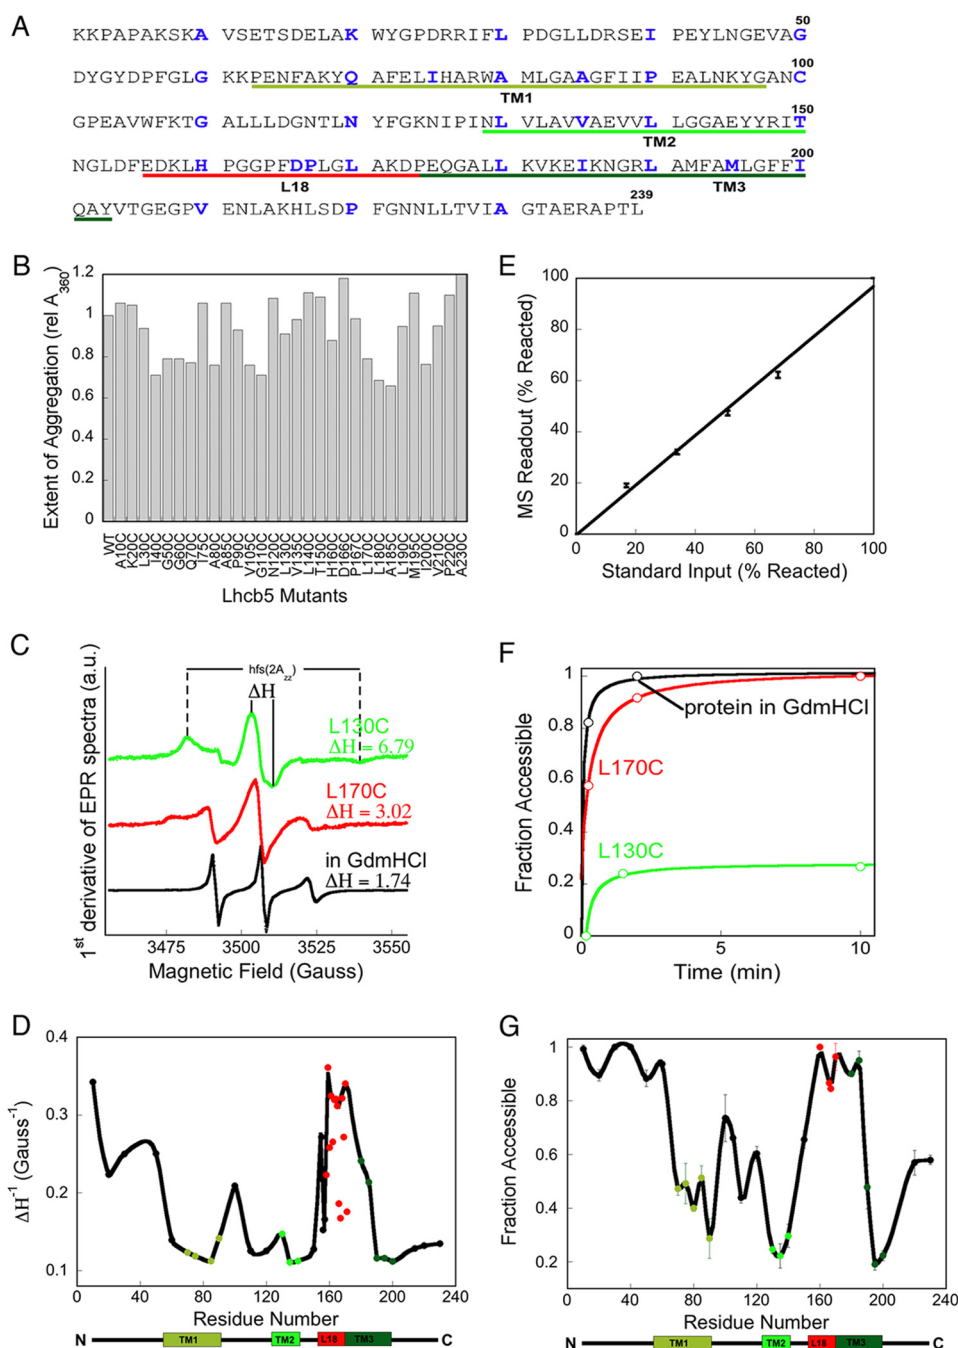 A
50
KKPAPAKSKA VSETSDELAK WYGPDRRIFL PDGLLDRSEI PEYLNGEVAG
100
DYGYDPFGLG KKPENFAKYQ AFELIHARWA MLGAAGFIIP EALNKYGANC
TM1
150
GPEAVWFKTG ALLLDGNTLN YFGKNIPINL VLAVVAEVVL LGGAEYYRIT
TM2
200
NGLDFEDKLH PGGPFDPLGL AKDPEQGALL KVKEIKNGRL AMFAMLGFFI
L18 TM3
239
QAYVTGEGPV ENLAKHLSDP FGNNLLTVIA GTAERAPTL
B
Extent of Aggregation (rel A360)
1.2
1
0.8
0.6
0.4
0.2
0
WT A10C K20C L30C I40C G50C G60C Q70C I75C A80C A85C P90C V105C G110C N120C L130C V135C L140C T150C H160C D166C P167C L170C L180C A185C L190C M195C I200C V210C P220C A230C
Lhcb5 Mutants
E
MS Readout (% Reacted)
100
80
60
40
20
0
0 20 40 60 80 100
Standard Input (% Reacted)
C
1st derivative of EPR spectra (a.u.)
hfs(2Azz)
ΔH
L130C
ΔH = 6.79
L170C
ΔH = 3.02
in GdmHCl
ΔH = 1.74
3475 3500 3525 3550
Magnetic Field (Gauss)
F
Fraction Accessible
1
0.8
0.6
0.4
0.2
0
protein in GdmHCl
L170C
L130C
0 5 10
Time (min)
D
ΔH-1 (Gauss-1)
0.4
0.3
0.2
0.1
0 40 80 120 160 200 240
Residue Number
N TM1 TM2 L18 TM3 C
G
Fraction Accessible
1
0.8
0.6
0.4
0.2
0 40 80 120 160 200 240
Residue Number
N TM1 TM2 L18 TM3 C